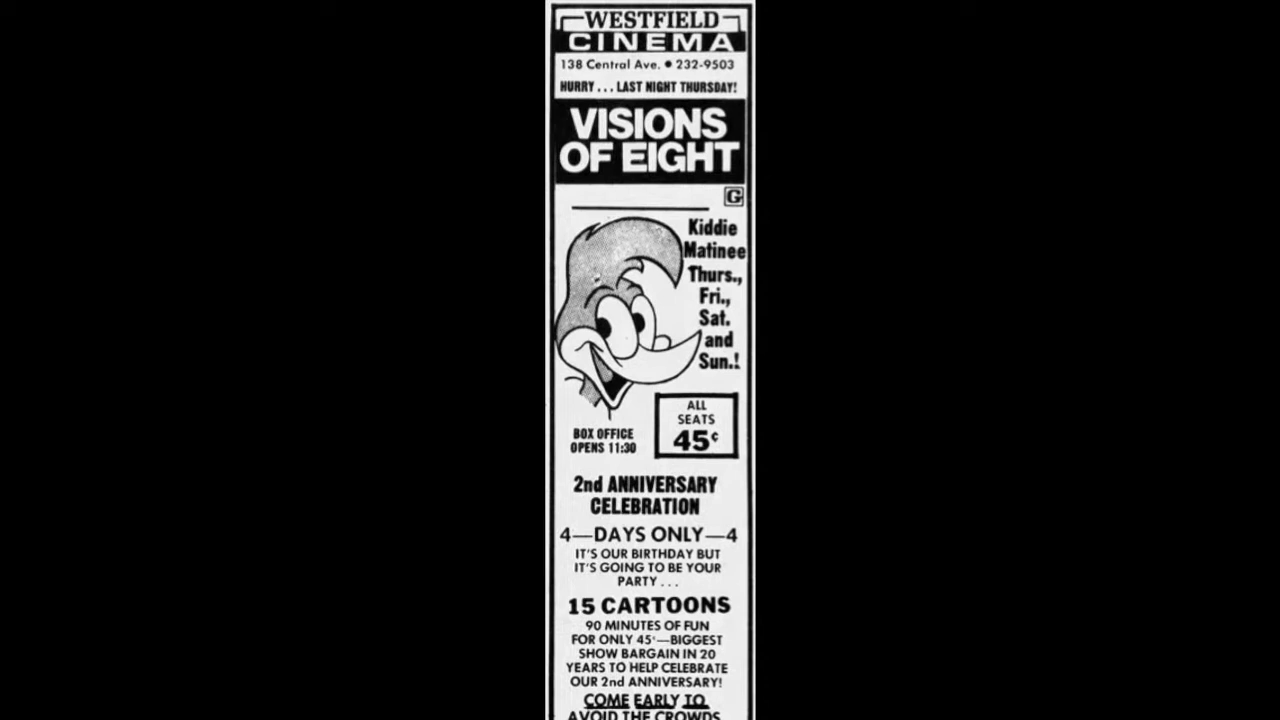 WESTFIELD
CINEMA
138 Central Ave. • 232-9503
HURRY . . . LAST NIGHT THURSDAY!
VISIONS
OF EIGHT
G
Kiddie
Matinee
Thurs.,
Fri.,
Sat.
and
Sun.!
ALL
SEATS
45¢
BOX OFFICE
OPENS 11:30
2nd ANNIVERSARY
CELEBRATION
4—DAYS ONLY—4
IT'S OUR BIRTHDAY BUT
IT'S GOING TO BE YOUR
PARTY . . .
15 CARTOONS
90 MINUTES OF FUN
FOR ONLY 45¢—BIGGEST
SHOW BARGAIN IN 20
YEARS TO HELP CELEBRATE
OUR 2nd ANNIVERSARY!
COME EARLY TO
AVOID THE CROWDS